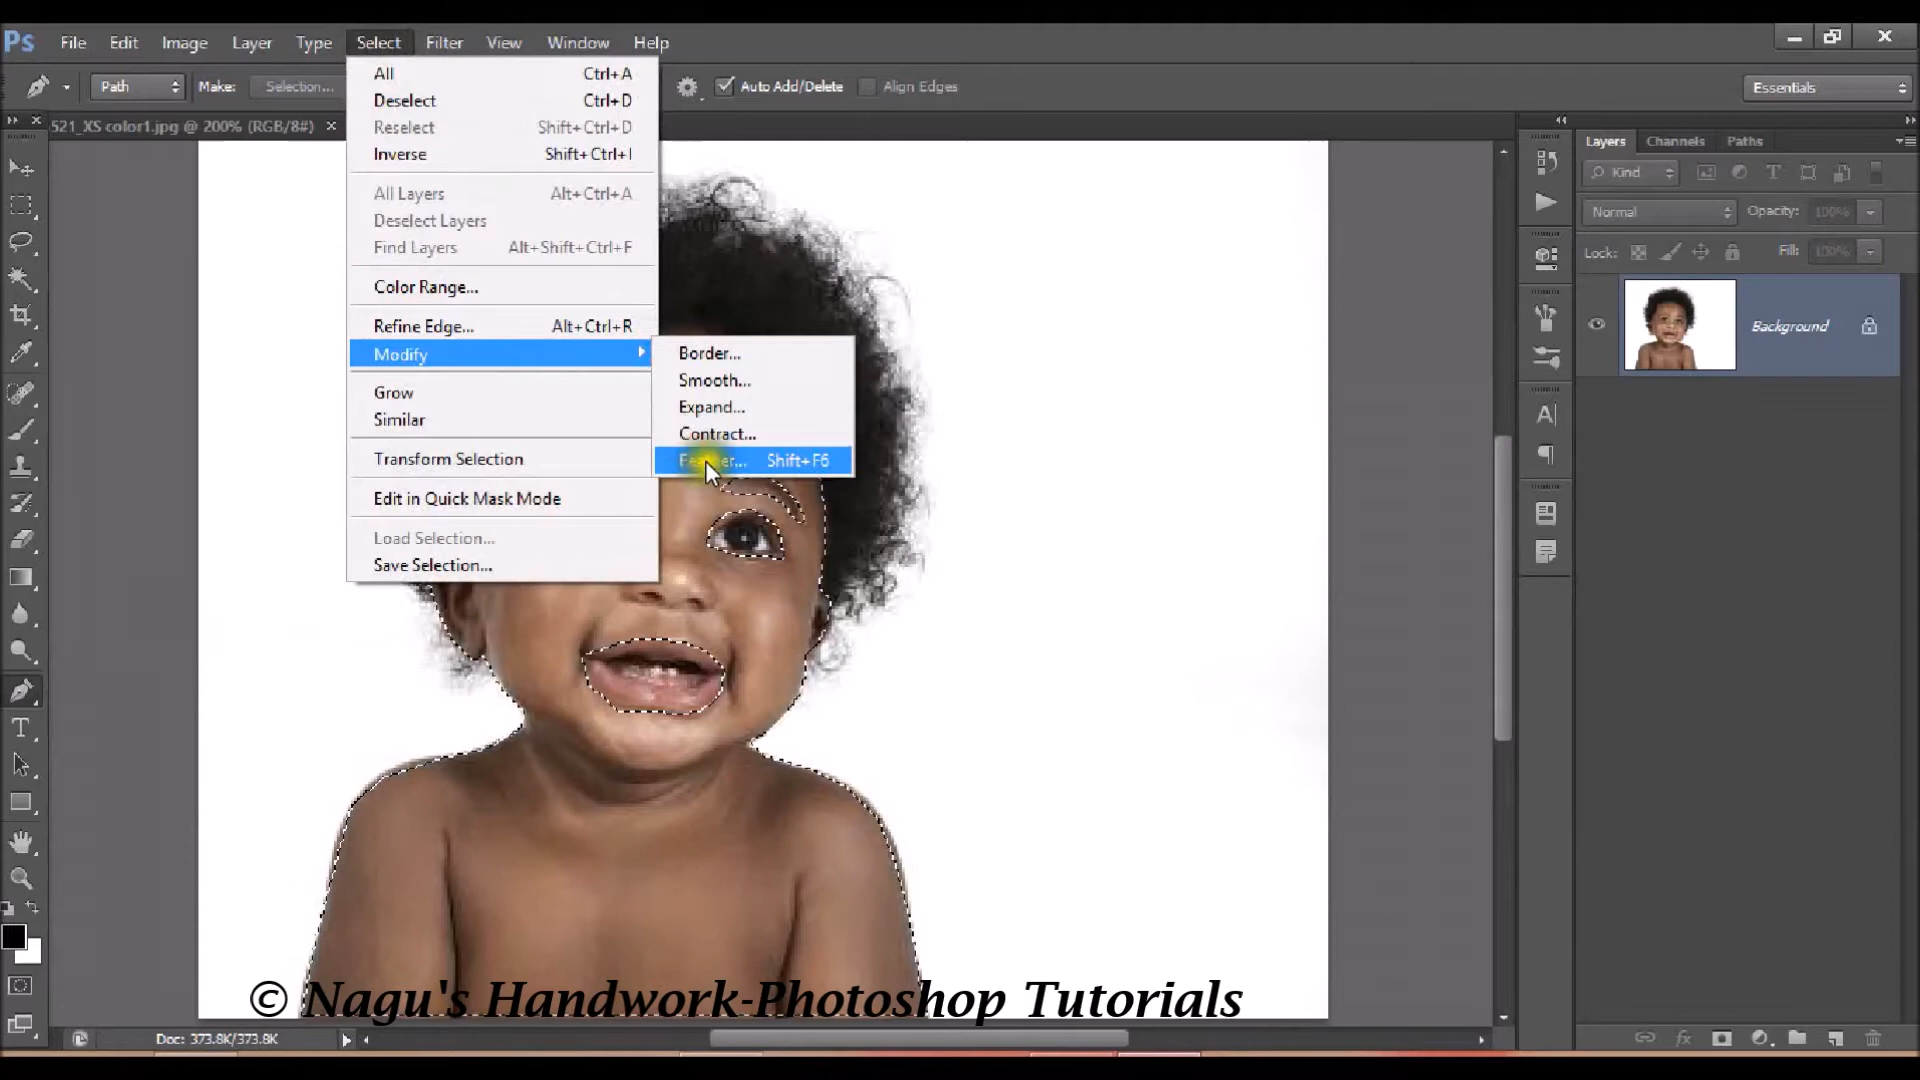 Ps File Edit Image Layer Type Select Filter View Window Help
Path Make: Selection... Auto Add/Delete Align Edges Essentials
521_XS color1.jpg @ 200% (RGB/8#) ×
All Ctrl+A
Deselect Ctrl+D
Reselect Shift+Ctrl+D
Inverse Shift+Ctrl+I
All Layers Alt+Ctrl+A
Deselect Layers
Find Layers Alt+Shift+Ctrl+F
Color Range...
Refine Edge... Alt+Ctrl+R
Modify
Grow
Similar
Transform Selection
Edit in Quick Mask Mode
Load Selection...
Save Selection...
Border...
Smooth...
Expand...
Contract...
Shift+F6
Layers Channels Paths
Kind
Normal Opacity: 100%
Lock: Fill: 100%
Background
© Nagu's Handwork-Photoshop Tutorials
Doc: 373.8K/373.8K